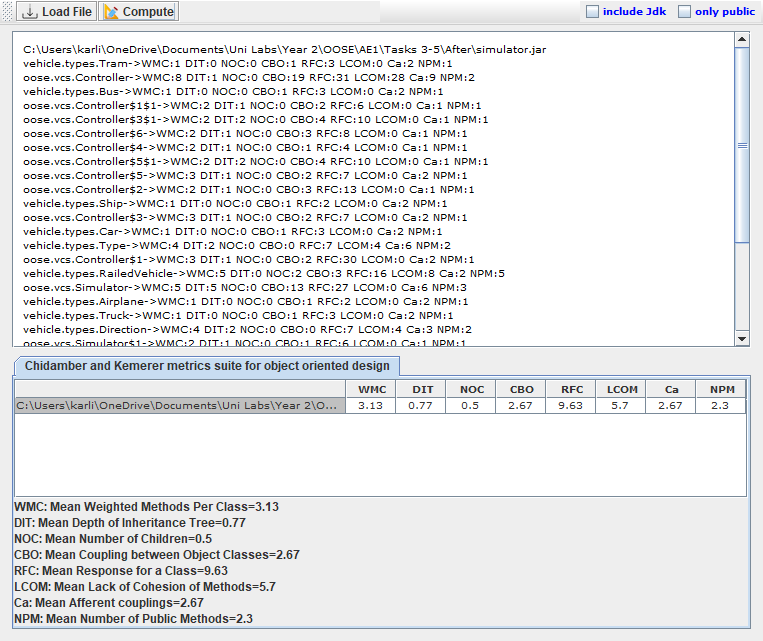 Load File Compute include Jdk only public
C:\Users\karli\OneDrive\Documents\Uni Labs\Year 2\OOSE\AE1\Tasks 3-5\After\simulator.jar
vehicle.types.Tram->WMC:1 DIT:0 NOC:0 CBO:1 RFC:3 LCOM:0 Ca:2 NPM:1
oose.vcs.Controller->WMC:8 DIT:1 NOC:0 CBO:19 RFC:31 LCOM:28 Ca:9 NPM:2
vehicle.types.Bus->WMC:1 DIT:0 NOC:0 CBO:1 RFC:3 LCOM:0 Ca:2 NPM:1
oose.vcs.Controller$1$1->WMC:2 DIT:1 NOC:0 CBO:2 RFC:6 LCOM:0 Ca:1 NPM:1
oose.vcs.Controller$3$1->WMC:2 DIT:2 NOC:0 CBO:4 RFC:10 LCOM:0 Ca:1 NPM:1
oose.vcs.Controller$6->WMC:2 DIT:1 NOC:0 CBO:3 RFC:8 LCOM:0 Ca:1 NPM:1
oose.vcs.Controller$4->WMC:2 DIT:1 NOC:0 CBO:1 RFC:4 LCOM:0 Ca:1 NPM:1
oose.vcs.Controller$5$1->WMC:2 DIT:2 NOC:0 CBO:4 RFC:10 LCOM:0 Ca:1 NPM:1
oose.vcs.Controller$5->WMC:3 DIT:1 NOC:0 CBO:2 RFC:7 LCOM:0 Ca:2 NPM:1
oose.vcs.Controller$2->WMC:2 DIT:1 NOC:0 CBO:3 RFC:13 LCOM:0 Ca:1 NPM:1
vehicle.types.Ship->WMC:1 DIT:0 NOC:0 CBO:1 RFC:2 LCOM:0 Ca:2 NPM:1
oose.vcs.Controller$3->WMC:3 DIT:1 NOC:0 CBO:2 RFC:7 LCOM:0 Ca:2 NPM:1
vehicle.types.Car->WMC:1 DIT:0 NOC:0 CBO:1 RFC:3 LCOM:0 Ca:2 NPM:1
vehicle.types.Type->WMC:4 DIT:2 NOC:0 CBO:0 RFC:7 LCOM:4 Ca:6 NPM:2
oose.vcs.Controller$1->WMC:3 DIT:1 NOC:0 CBO:2 RFC:30 LCOM:0 Ca:2 NPM:1
vehicle.types.RailedVehicle->WMC:5 DIT:0 NOC:2 CBO:3 RFC:16 LCOM:8 Ca:2 NPM:5
oose.vcs.Simulator->WMC:5 DIT:5 NOC:0 CBO:13 RFC:27 LCOM:0 Ca:6 NPM:3
vehicle.types.Airplane->WMC:1 DIT:0 NOC:0 CBO:1 RFC:2 LCOM:0 Ca:2 NPM:1
vehicle.types.Truck->WMC:1 DIT:0 NOC:0 CBO:1 RFC:3 LCOM:0 Ca:2 NPM:1
vehicle.types.Direction->WMC:4 DIT:2 NOC:0 CBO:0 RFC:7 LCOM:4 Ca:3 NPM:2
oose.vcs.Simulator$1->WMC:2 DIT:1 NOC:0 CBO:1 RFC:6 LCOM:0 Ca:1 NPM:1
Chidamber and Kemerer metrics suite for object oriented design
WMC DIT NOC CBO RFC LCOM Ca NPM
C:\Users\karli\OneDrive\Documents\Uni Labs\Year 2\O... 3.13 0.77 0.5 2.67 9.63 5.7 2.67 2.3
WMC: Mean Weighted Methods Per Class=3.13
DIT: Mean Depth of Inheritance Tree=0.77
NOC: Mean Number of Children=0.5
CBO: Mean Coupling between Object Classes=2.67
RFC: Mean Response for a Class=9.63
LCOM: Mean Lack of Cohesion of Methods=5.7
Ca: Mean Afferent couplings=2.67
NPM: Mean Number of Public Methods=2.3